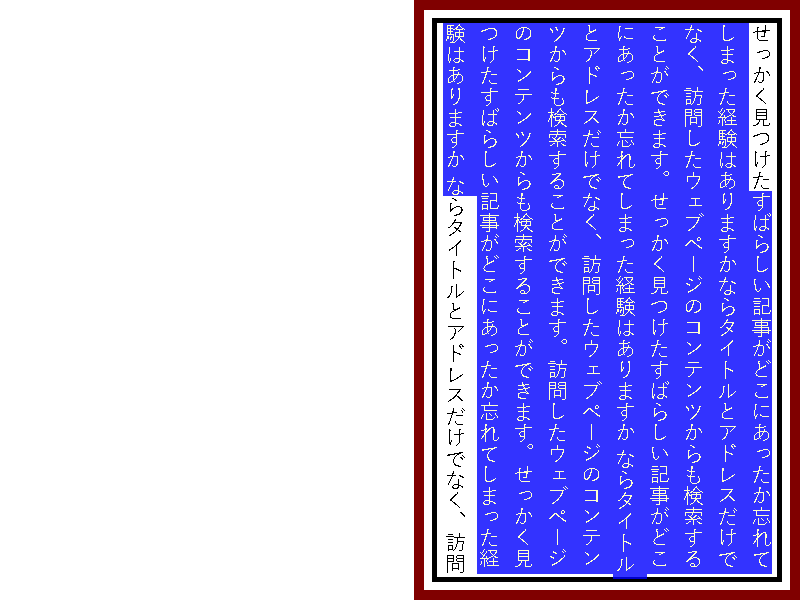 せっかく見つけたすばらしい記事がどこにあったか忘れて
しまった経験はありますかならタイトルとアドレスだけで
なく、訪問したウェブページのコンテンツからも検索する
ことができます。せっかく見つけたすばらしい記事がどこ
にあったか忘れてしまった経験はありますか ならタイトル
とアドレスだけでなく、訪問したウェブページのコンテン
ツからも検索することができます。訪問したウェブページ
のコンテンツからも検索することができます。せっかく見
つけたすばらしい記事がどこにあったか忘れてしまった経
験はありますか ならタイトルとアドレスだけでなく、訪問